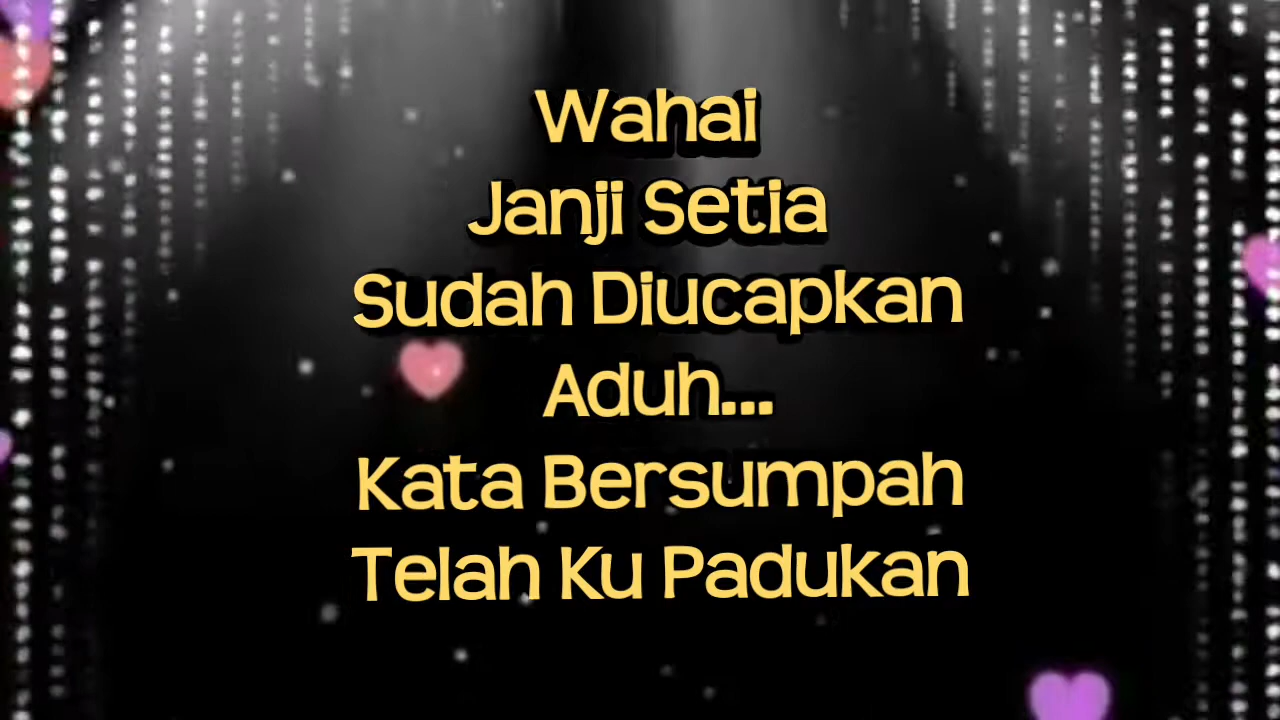 Wahai
Janji Setia
Sudah Diucapkan
Aduh...
Kata Bersumpah
Telah Ku Padukan